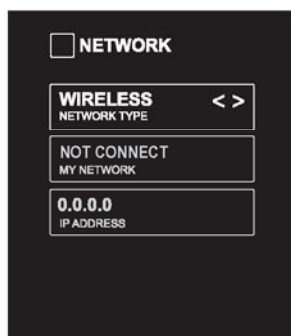 NETWORK
WIRELESS < >
NETWORK TYPE
NOT CONNECT
MY NETWORK
0.0.0.0
IP ADDRESS